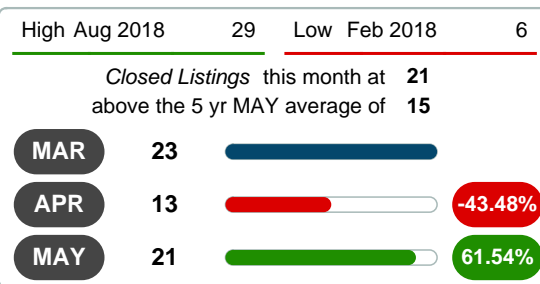 High Aug 2018 29 Low Feb 2018 6
Closed Listings this month at 21
above the 5 yr MAY average of 15
MAR 23
APR 13 -43.48%
MAY 21 61.54%